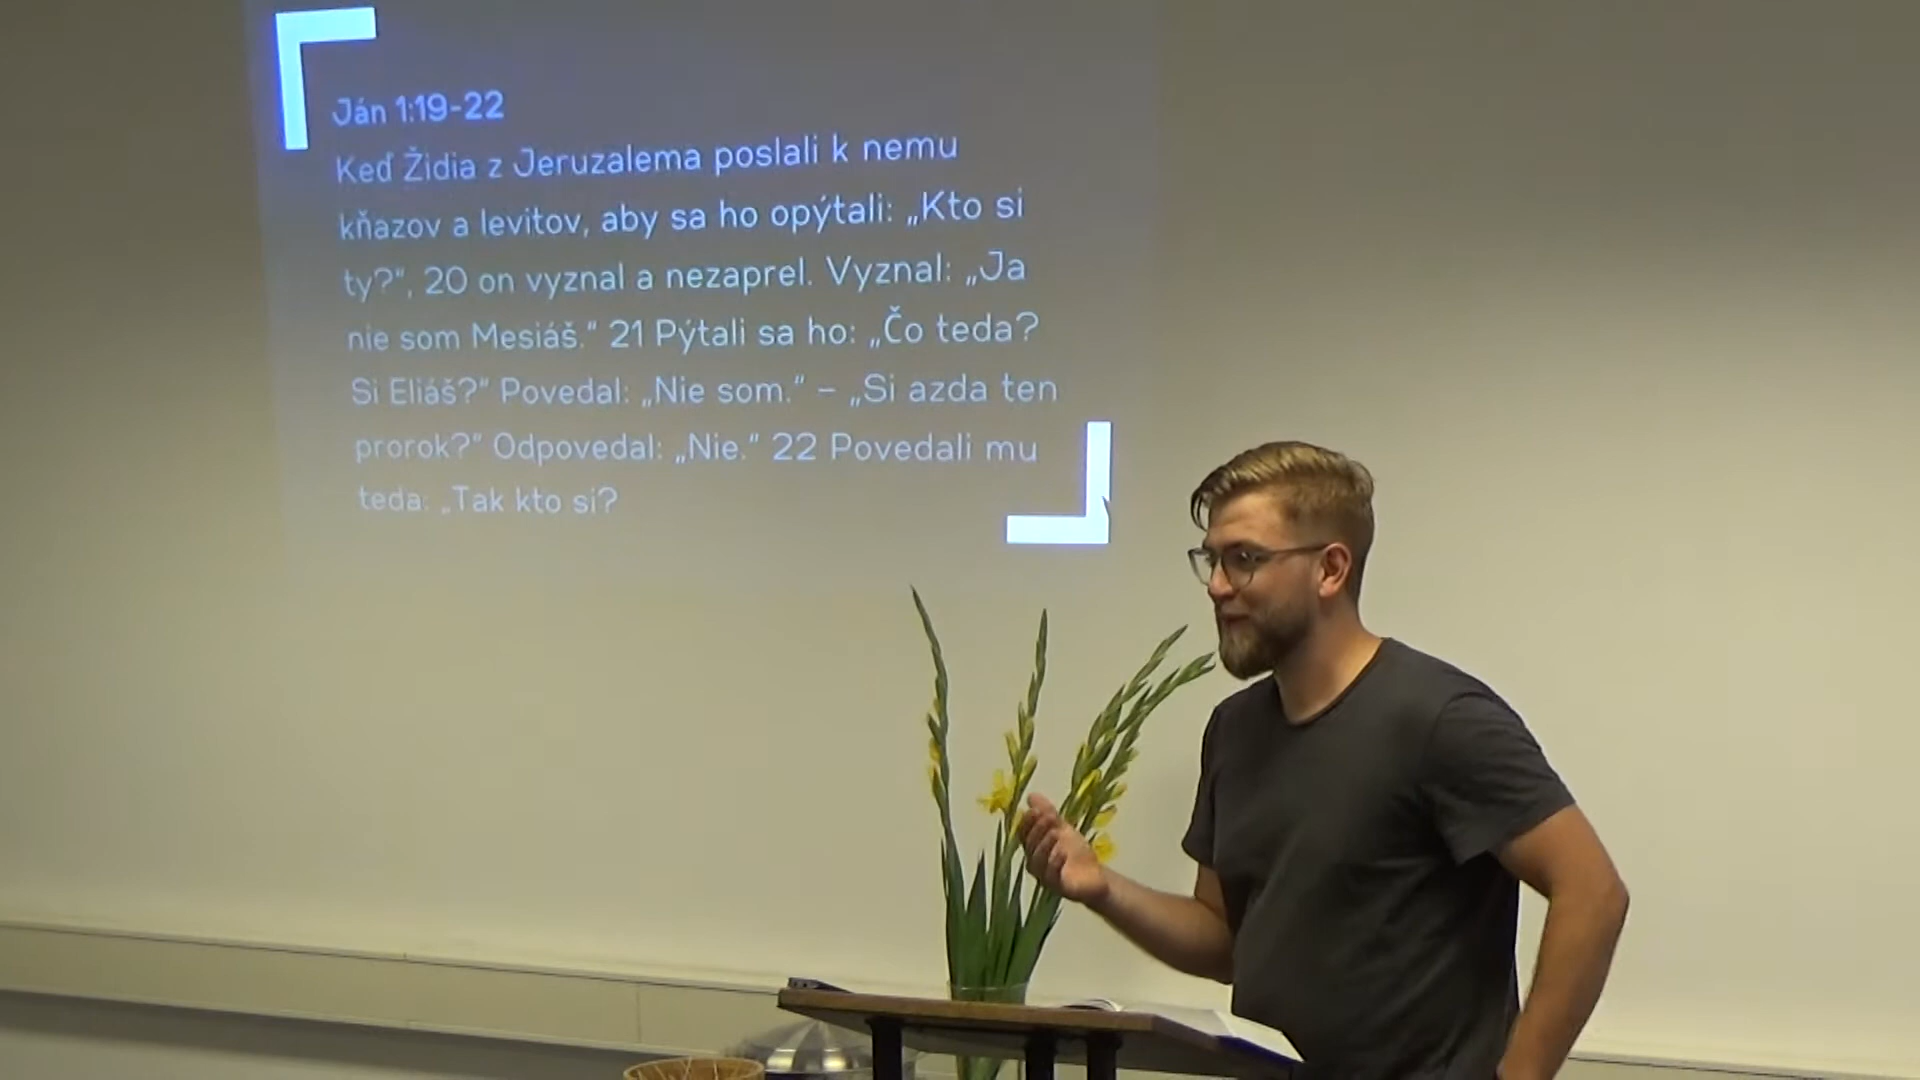 Ján 1:19-22
Keď Židia z Jeruzalema poslali k nemu
kňazov a levitov, aby sa ho opýtali: „Kto si
ty?“, 20 on vyznal a nezaprel. Vyznal: „Ja
nie som Mesiáš.“ 21 Pýtali sa ho: „Čo teda?
Si Eliáš?“ Povedal: „Nie som.“ – „Si azda ten
prorok?“ Odpovedal: „Nie.“ 22 Povedali mu
teda: „Tak kto si?